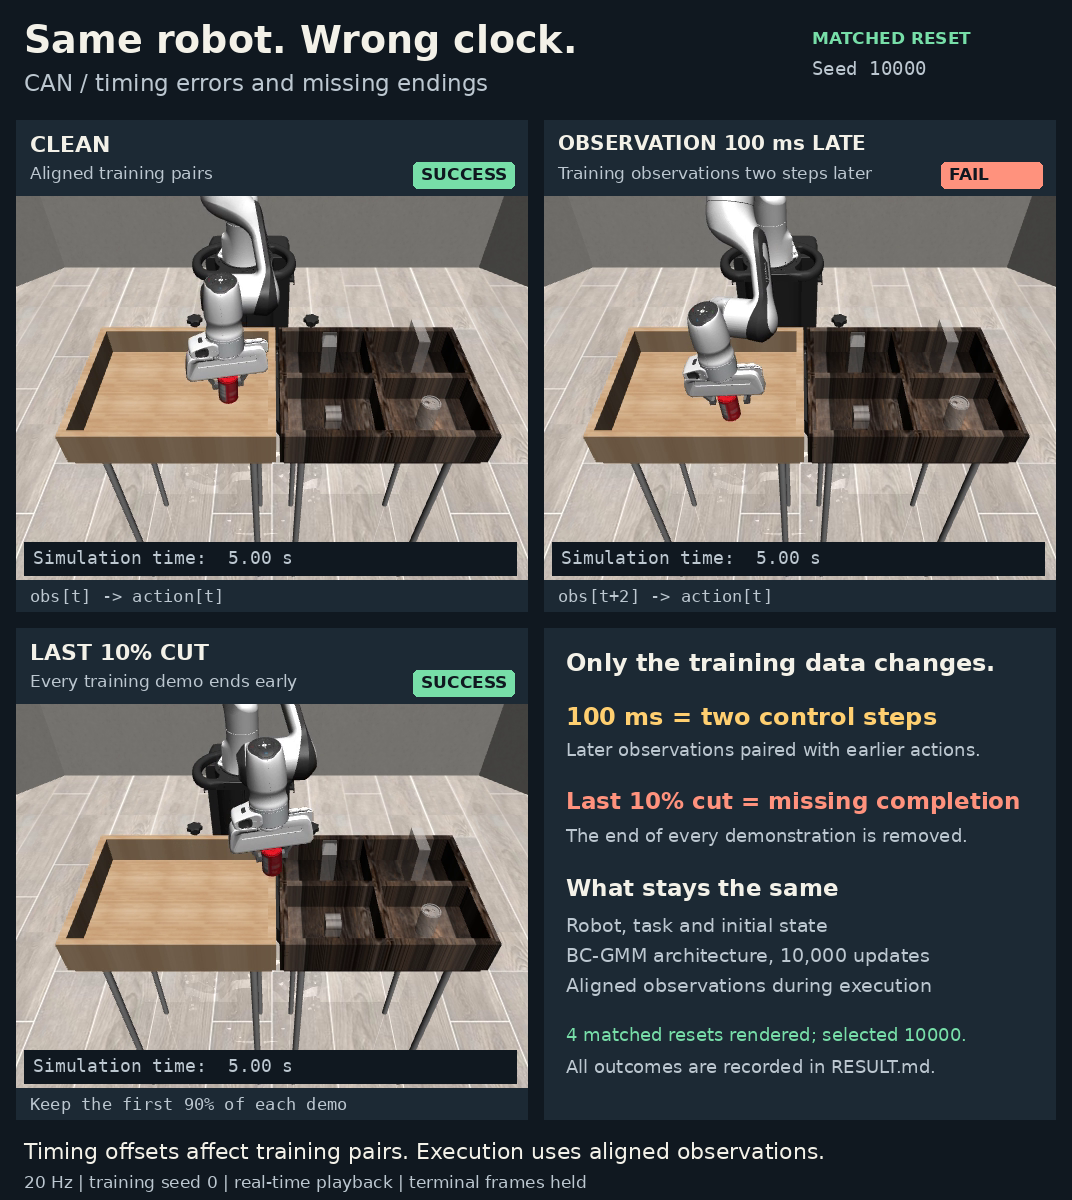 Same robot. Wrong clock.
CAN / timing errors and missing endings
MATCHED RESET
Seed 10000
CLEAN
Aligned training pairs
SUCCESS
Simulation time: 5.00 s
obs[t] -> action[t]
OBSERVATION 100 ms LATE
Training observations two steps later
FAIL
Simulation time: 5.00 s
obs[t+2] -> action[t]
LAST 10% CUT
Every training demo ends early
SUCCESS
Simulation time: 5.00 s
Keep the first 90% of each demo
Only the training data changes.
100 ms = two control steps
Later observations paired with earlier actions.
Last 10% cut = missing completion
The end of every demonstration is removed.
What stays the same
Robot, task and initial state
BC-GMM architecture, 10,000 updates
Aligned observations during execution
4 matched resets rendered; selected 10000.
All outcomes are recorded in RESULT.md.
Timing offsets affect training pairs. Execution uses aligned observations.
20 Hz | training seed 0 | real-time playback | terminal frames held